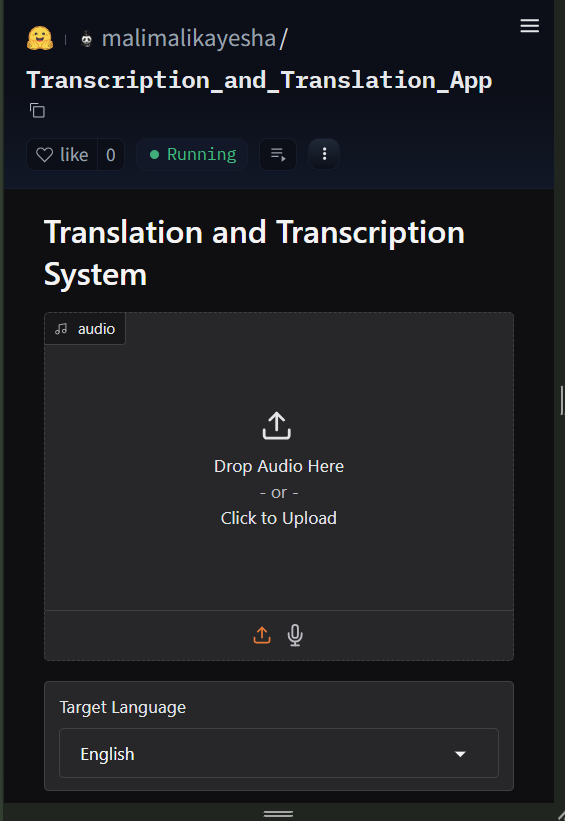 malimalikayesha/
Transcription_and_Translation_App
like 0
Running
Translation and Transcription
System
audio
Drop Audio Here
- or -
Click to Upload
Target Language
English